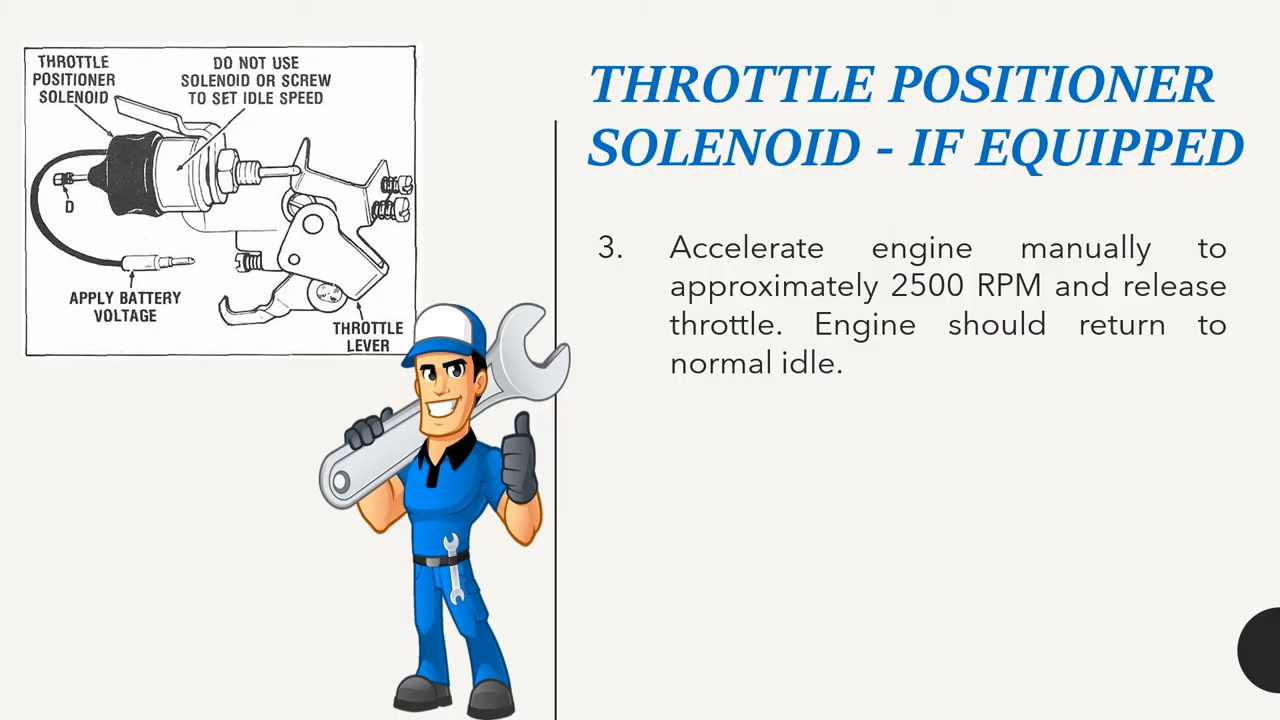 THROTTLE
POSITIONER
SOLENOID
DO NOT USE
SOLENOID OR SCREW
TO SET IDLE SPEED
D
APPLY BATTERY
VOLTAGE
THROTTLE
LEVER
THROTTLE POSITIONER
SOLENOID - IF EQUIPPED
3. Accelerate engine manually to
approximately 2500 RPM and release
throttle. Engine should return to
normal idle.